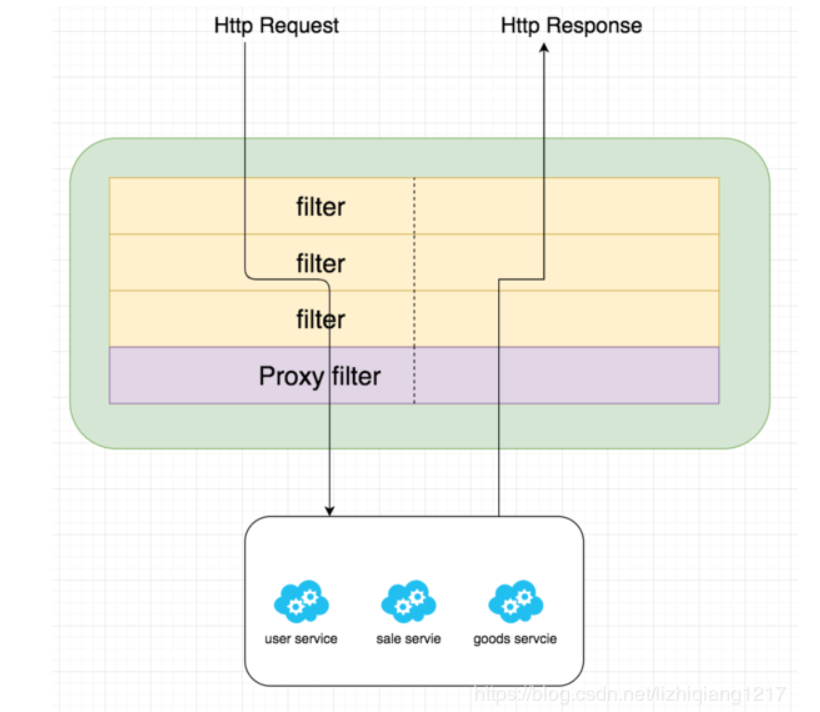 Http Request
Http Response
filter
filter
filter
Proxy filter
user service
sale servie
goods servcie
https://blog.csdn.net/lizhiqiang1217